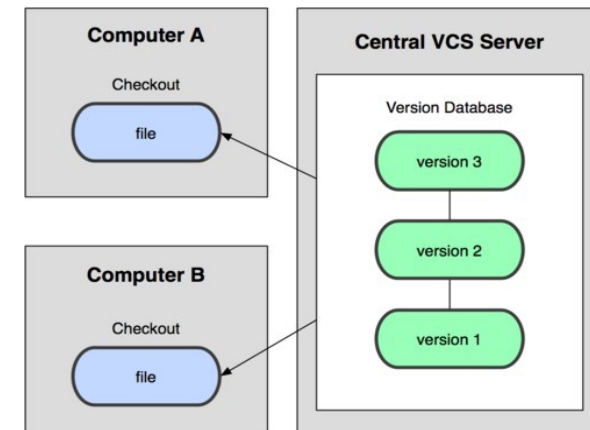 Computer A
Checkout
file
Computer B
Checkout
file
Central VCS Server
Version Database
version 3
version 2
version 1